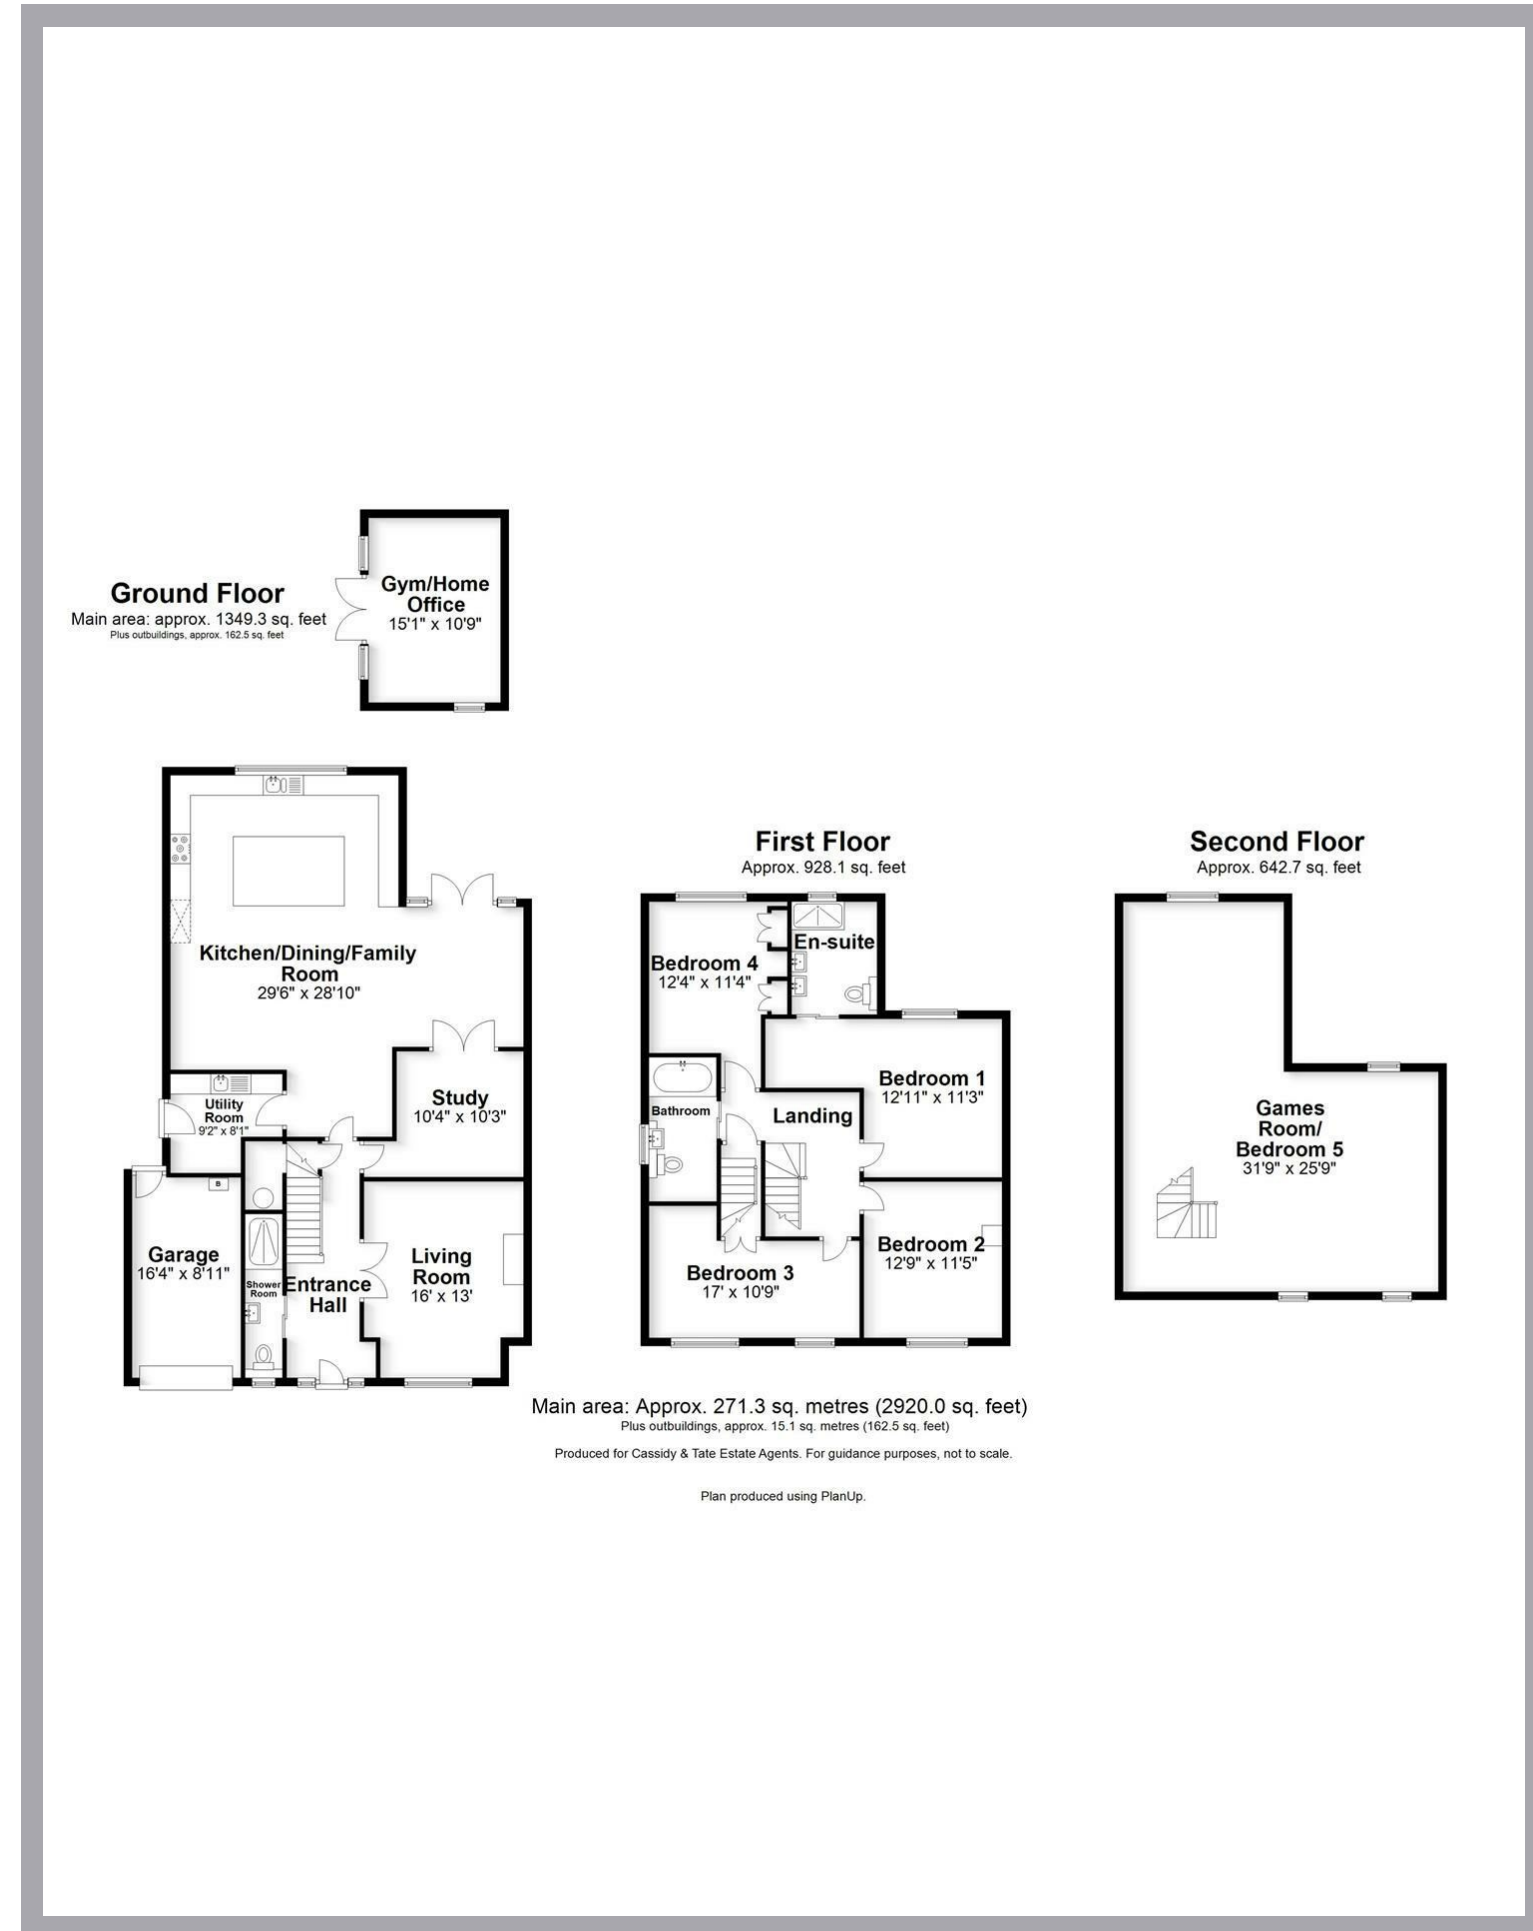 Ground Floor
Main area: approx. 1349.3 sq. feet
Plus outbuildings, approx. 162.5 sq. feet
Gym/Home
Office
15'1" x 10'9"
Kitchen/Dining/Family
Room
29'6" x 28'10"
Utility
Room
9'2" x 8'1"
Study
10'4" x 10'3"
B
Garage
16'4" x 8'11"
Shower
Room
Entrance
Hall
Living
Room
16' x 13'
First Floor
Approx. 928.1 sq. feet
Bedroom 4
12'4" x 11'4"
En-suite
Bedroom 1
12'11" x 11'3"
Bathroom
Landing
Bedroom 3
17' x 10'9"
Bedroom 2
12'9" x 11'5"
Second Floor
Approx. 642.7 sq. feet
Games
Room/
Bedroom 5
31'9" x 25'9"
Main area: Approx. 271.3 sq. metres (2920.0 sq. feet)
Plus outbuildings, approx. 15.1 sq. metres (162.5 sq. feet)
Produced for Cassidy & Tate Estate Agents. For guidance purposes, not to scale.
Plan produced using PlanUp.